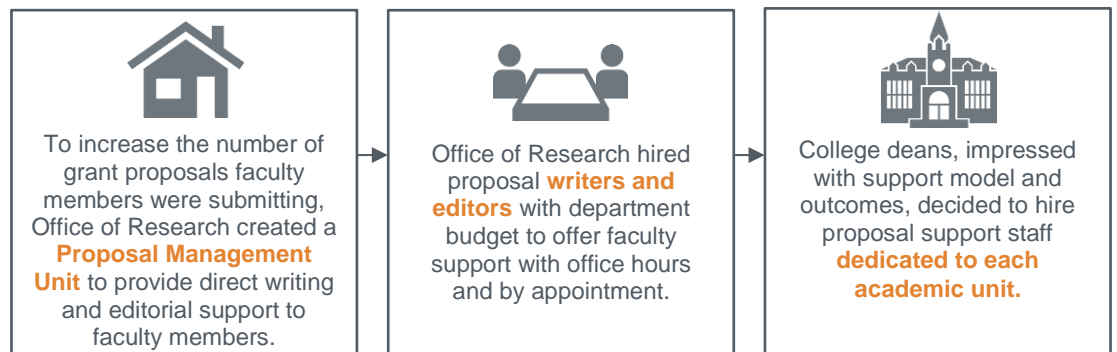 To increase the number of
grant proposals faculty
members were submitting,
Office of Research created a
Proposal Management
Unit to provide direct writing
and editorial support to
faculty members.
Office of Research hired
proposal writers and
editors with department
budget to offer faculty
support with office hours
and by appointment.
College deans, impressed
with support model and
outcomes, decided to hire
proposal support staff
dedicated to each
academic unit.